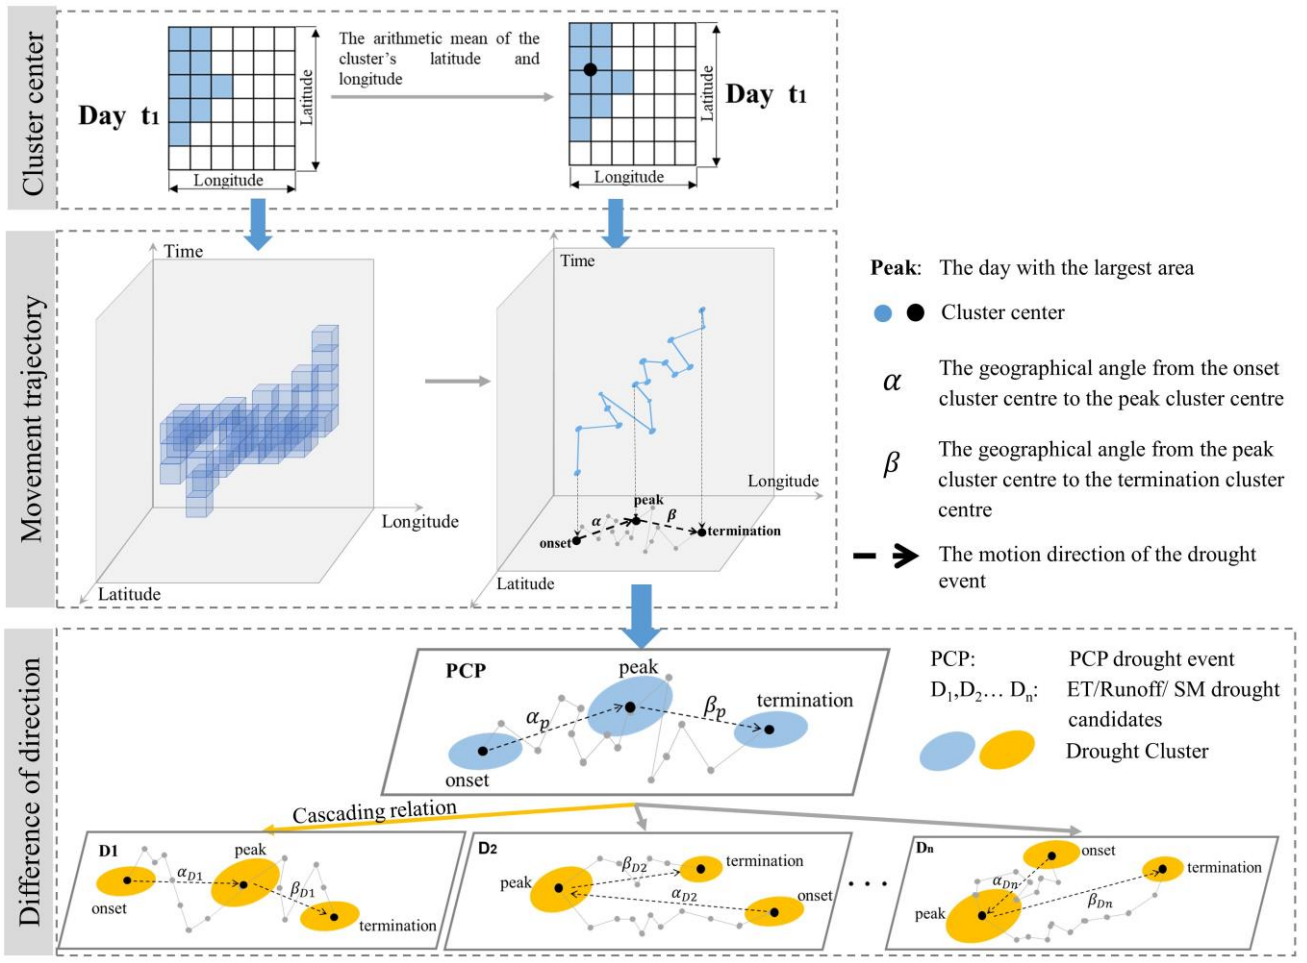 Cluster center
Day t1
Latitude
Longitude
The arithmetic mean of the
cluster's latitude and
longitude
Latitude
Day t1
Longitude
Movement trajectory
Time
Longitude
Latitude
Time
Longitude
Latitude
onset
α
peak
β
termination
Peak: The day with the largest area
Cluster center
α The geographical angle from the onset
cluster centre to the peak cluster centre
β The geographical angle from the peak
cluster centre to the termination cluster
centre
The motion direction of the drought
event
Difference of direction
PCP
peak
termination
onset
αp
βp
PCP: PCP drought event
D1,D2... Dn: ET/Runoff/ SM drought
candidates
Drought Cluster
Cascading relation
D1
peak
onset
αD1
βD1
termination
D2
peak
βD2
termination
αD2
onset
...
Dn
onset
αDn
termination
peak
βDn